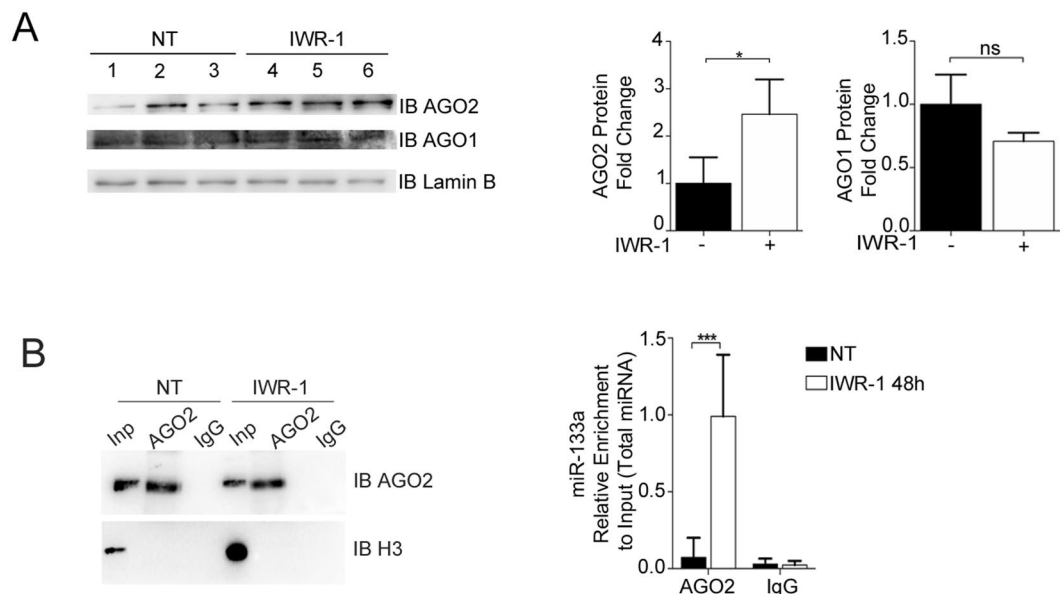 A
NT IWR-1
1 2 3 4 5 6
IB AGO2
IB AGO1
IB Lamin B
AGO2 Protein
Fold Change
4
3
2
1
0
*
IWR-1 - +
AGO1 Protein
Fold Change
1.5
1.0
0.5
0.0
ns
IWR-1 - +
B
NT IWR-1
Inp AGO2 IgG Inp AGO2 IgG
IB AGO2
IB H3
miR-133a
Relative Enrichment
to Input (Total miRNA)
1.5
1.0
0.5
0.0
***
AGO2 IgG
NT
IWR-1 48h